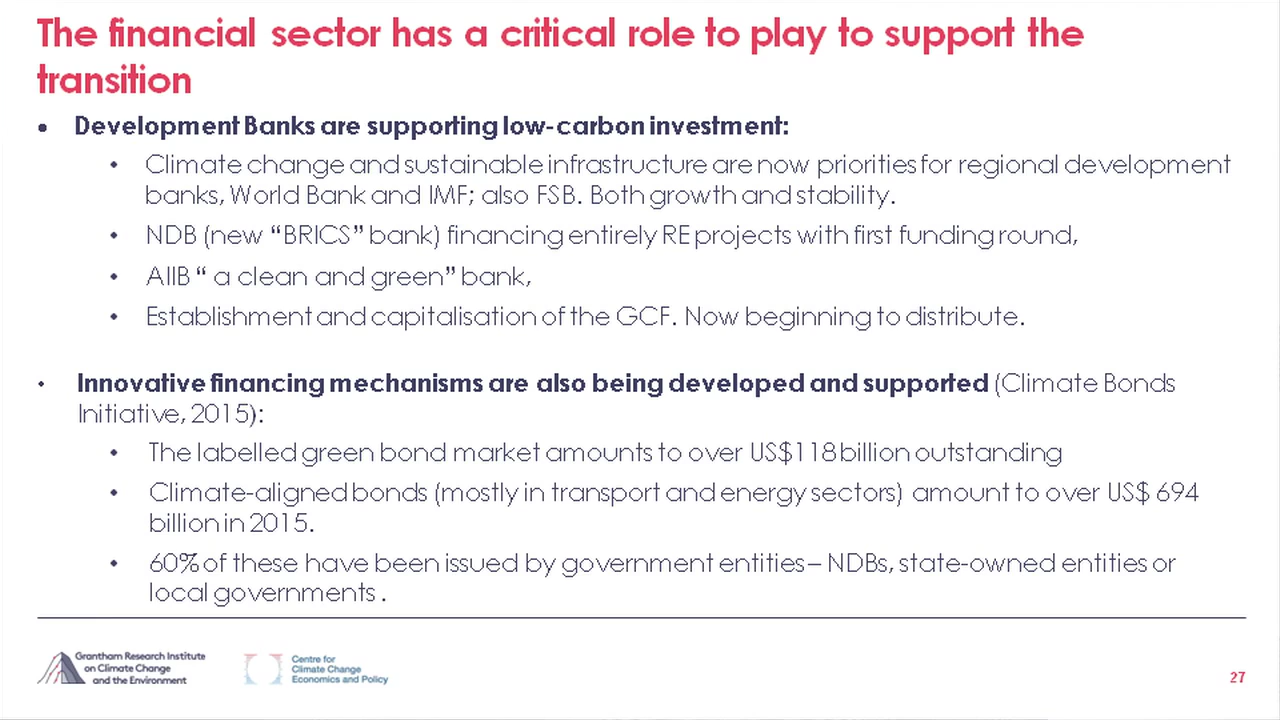 The financial sector has a critical role to play to support the
transition
• Development Banks are supporting low-carbon investment:
• Climate change and sustainable infrastructure are now priorities for regional development
banks, World Bank and IMF; also FSB. Both growth and stability.
• NDB (new “BRICS” bank) financing entirely RE projects with first funding round,
• AIIB “ a clean and green” bank,
• Establishment and capitalisation of the GCF. Now beginning to distribute.
• Innovative financing mechanisms are also being developed and supported (Climate Bonds
Initiative, 2015):
• The labelled green bond market amounts to over US$118 billion outstanding
• Climate-aligned bonds (mostly in transport and energy sectors) amount to over US$ 694
billion in 2015.
• 60% of these have been issued by government entities – NDBs, state-owned entities or
local governments .
Grantham Research Institute
on Climate Change
and the Environment
Centre for
Climate Change
Economics and Policy
27